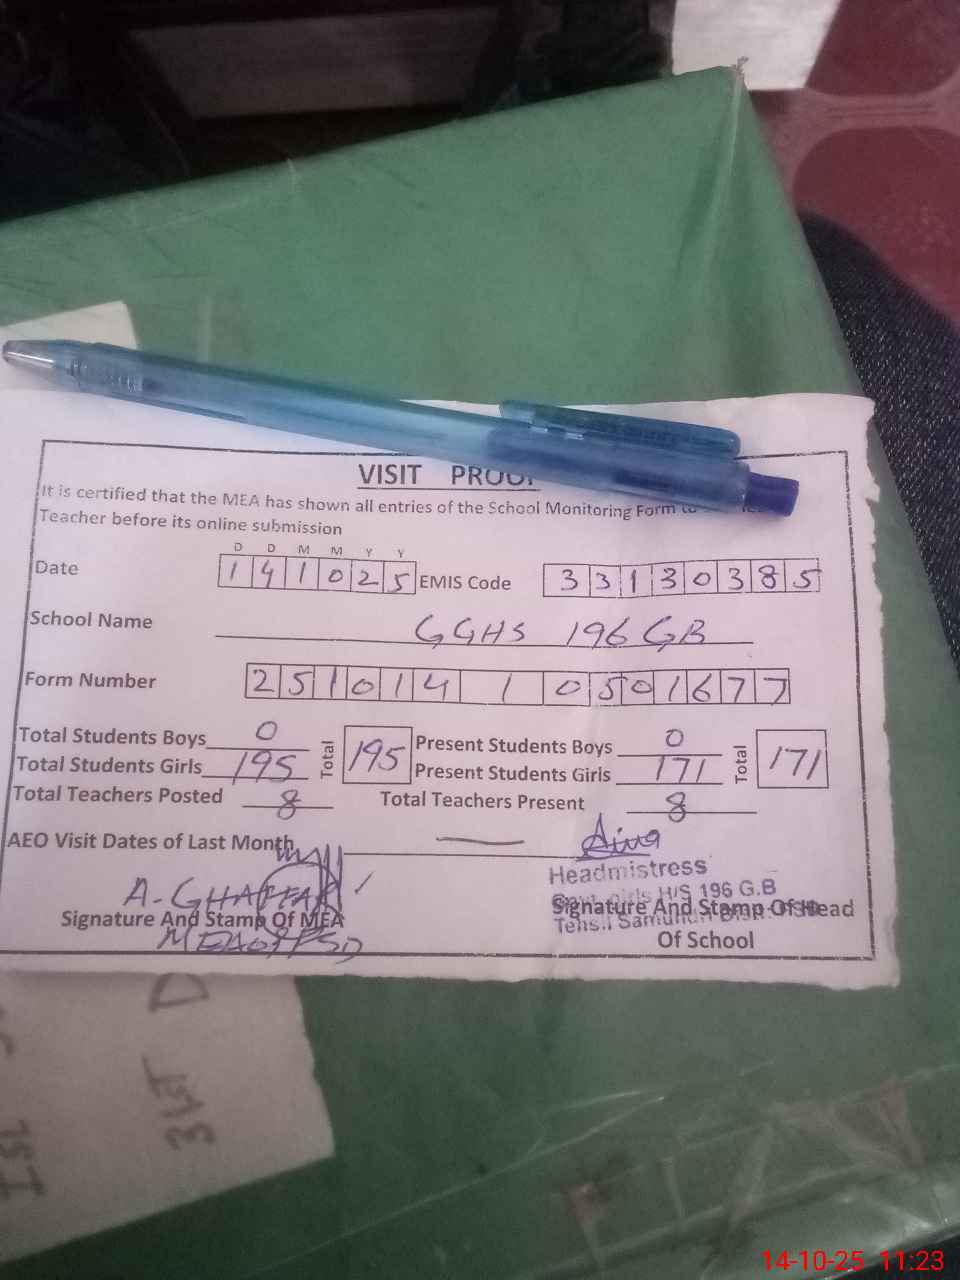 VISIT PROOF
It is certified that the MEA has shown all entries of the School Monitoring Form to
Teacher before its online submission
D D M M Y Y
Date 1 4 1 0 2 5 EMIS Code 3 3 1 3 0 3 8 5
School Name GGHS 196 GB
Form Number 2 5 1 0 1 4 1 0 5 0 1 6 7 7
Total Students Boys 0 Total 195 Present Students Boys 0 Total 171
Total Students Girls 195 Present Students Girls 171
Total Teachers Posted 8 Total Teachers Present 8
AEO Visit Dates of Last Month —
Headmistress
A-GHAFFAR Girls H/S 196 G.B
Signature And Stamp Of MEA Signature And Stamp Of Head
Of School
14-10-25 11:23